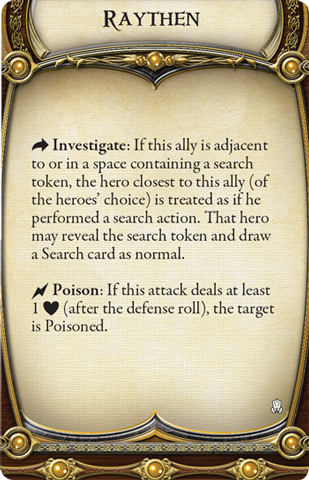 RAYTHEN
Investigate: If this ally is adjacent
to or in a space containing a search
token, the hero closest to this ally (of
the heroes' choice) is treated as if he
performed a search action. That hero
may reveal the search token and draw
a Search card as normal.
Poison: If this attack deals at least
1 ♥ (after the defense roll), the target
is Poisoned.